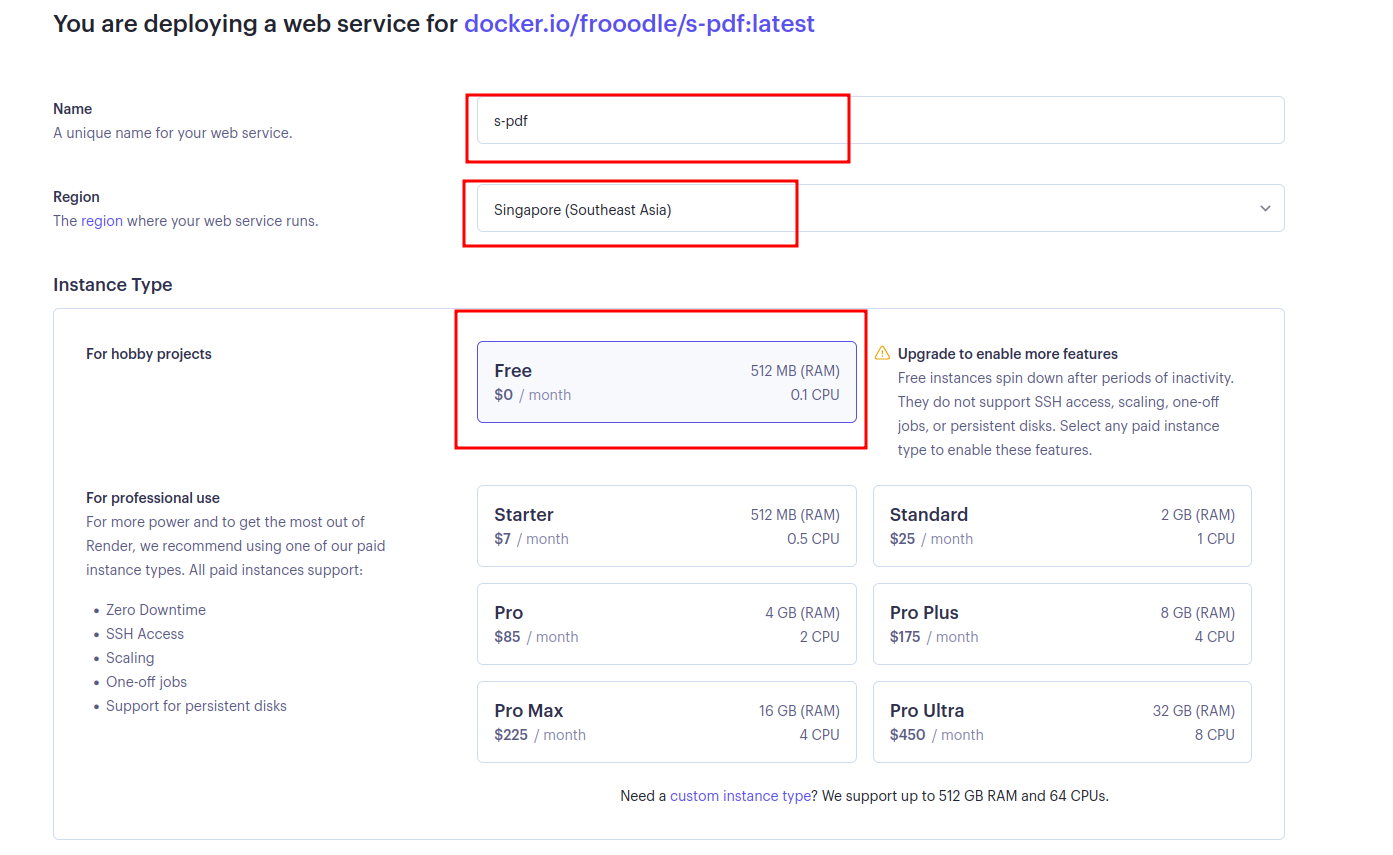 You are deploying a web service for docker.io/frooodle/s-pdf:latest
Name
A unique name for your web service.
s-pdf
Region
The region where your web service runs.
Singapore (Southeast Asia)
Instance Type
For hobby projects
Free
512 MB (RAM)
$0 / month
0.1 CPU
Upgrade to enable more features
Free instances spin down after periods of inactivity.
They do not support SSH access, scaling, one-off
jobs, or persistent disks. Select any paid instance
type to enable these features.
For professional use
For more power and to get the most out of
Render, we recommend using one of our paid
instance types. All paid instances support:
• Zero Downtime
• SSH Access
• Scaling
• One-off jobs
• Support for persistent disks
Starter
512 MB (RAM)
$7 / month
0.5 CPU
Standard
2 GB (RAM)
$25 / month
1 CPU
Pro
4 GB (RAM)
$85 / month
2 CPU
Pro Plus
8 GB (RAM)
$175 / month
4 CPU
Pro Max
16 GB (RAM)
$225 / month
4 CPU
Pro Ultra
32 GB (RAM)
$450 / month
8 CPU
Need a custom instance type? We support up to 512 GB RAM and 64 CPUs.